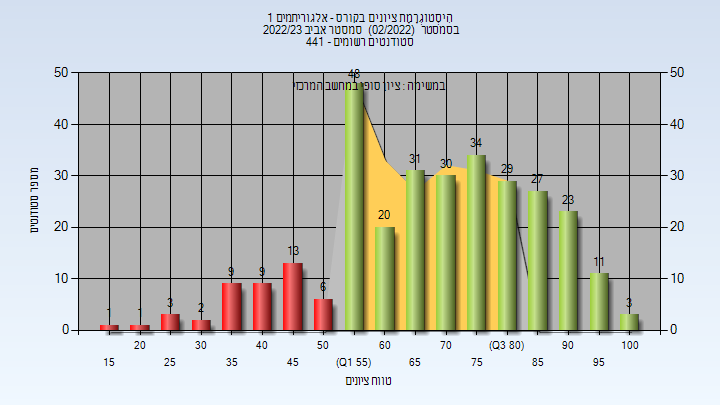 הִיסְטוֹגְרָמַת ציונים בקורס - אלגוריתמים 1
בסמסטר (02/2022) סמסטר אביב 2022/23
סטודנטים רשומים - 441
במשימה : ציון סופי במחשב המרכזי
מספר סטודנטים
50 40 30 20 10 0
50 40 30 20 10 0
1 1 3 2 9 9 13 6 48 20 31 30 34 29 27 23 11 3
20 30 40 50 60 70 (Q3 80) 90 100
15 25 35 45 (Q1 55) 65 75 85 95
טווח ציונים